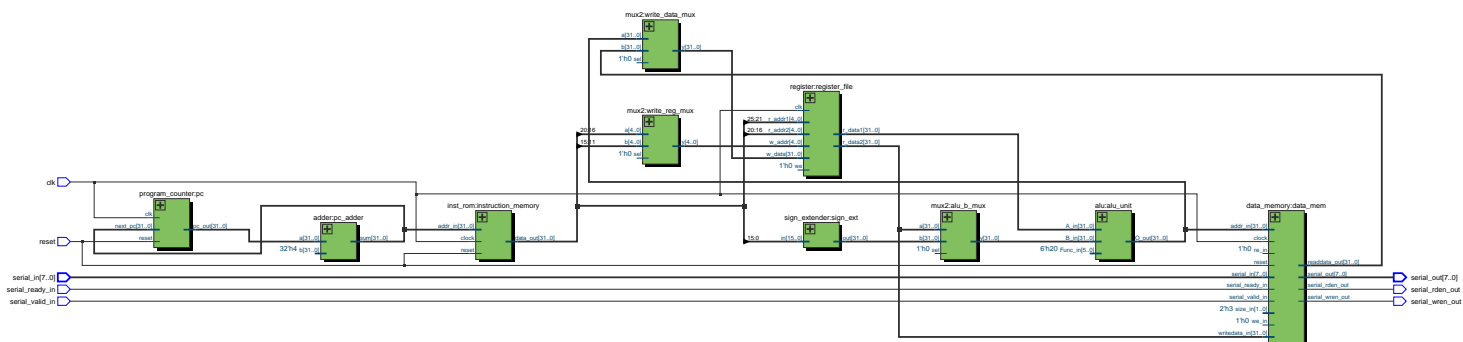 mux2:write_data_mux
a[31..0]
b[31..0]
1'h0 sel
y[31..0]
register:register_file
clk
25:21 r_addr1[4..0]
20:16 r_addr2[4..0]
w_addr[4..0]
w_data[31..0]
1'h0 we
r_data1[31..0]
r_data2[31..0]
mux2:write_reg_mux
20:16 a[4..0]
15:11 b[4..0]
1'h0 sel
y[4..0]
clk
reset
serial_in[7..0]
serial_ready_in
serial_valid_in
program_counter:pc
clk
next_pc[31..0]
reset
pc_out[31..0]
adder:pc_adder
a[31..0]
32'h4 b[31..0]
sum[31..0]
inst_rom:instruction_memory
addr_in[31..0]
clock
reset
data_out[31..0]
sign_extender:sign_ext
15:0 in[15..0]
out[31..0]
mux2:alu_b_mux
a[31..0]
b[31..0]
1'h0 sel
y[31..0]
alu:alu_unit
A_in[31..0]
B_in[31..0]
6'h20 Func_in[5..0]
O_out[31..0]
data_memory:data_mem
addr_in[31..0]
clock
1'h0 re_in
reset
serial_in[7..0]
serial_ready_in
serial_valid_in
2'h3 size_in[1..0]
1'h0 we_in
writedata_in[31..0]
readdata_out[31..0]
serial_out[7..0]
serial_rden_out
serial_wren_out
serial_out[7..0]
serial_rden_out
serial_wren_out